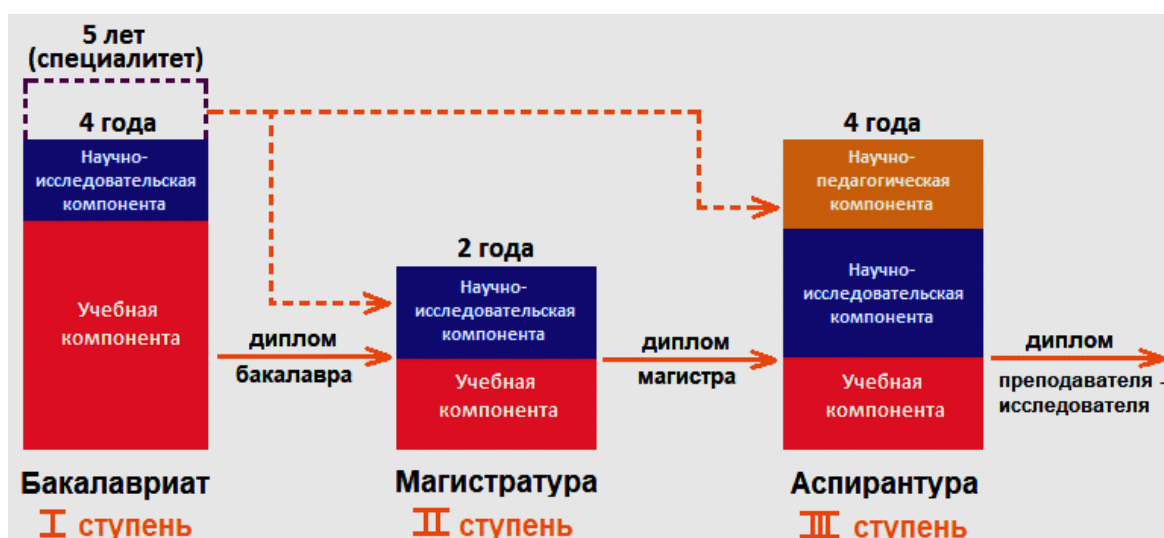 5 лет
(специалитет)
4 года
Научно-
исследовательская
компонента
Учебная
компонента
Бакалавриат
I ступень
диплом
бакалавра
2 года
Научно-
исследовательская
компонента
Учебная
компонента
Магистратура
II ступень
диплом
магистра
4 года
Научно-
педагогическая
компонента
Научно-
исследовательская
компонента
Учебная
компонента
Аспирантура
III ступень
диплом
преподавателя -
исследователя